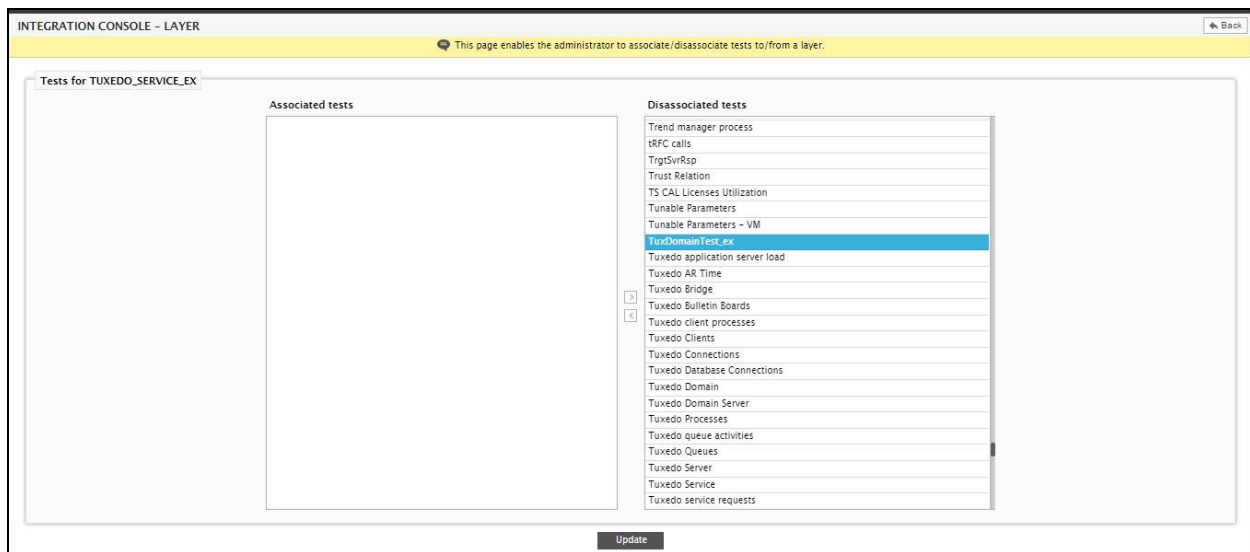 INTEGRATION CONSOLE - LAYER
Back
This page enables the administrator to associate/disassociate tests to/from a layer.
Tests for TUXEDO_SERVICE_EX
Associated tests
Disassociated tests
Trend manager process
tRFC calls
TrgtSvrRsp
Trust Relation
TS CAL Licenses Utilization
Tunable Parameters
Tunable Parameters - VM
TuxDomainTest_ex
Tuxedo application server load
Tuxedo AR Time
Tuxedo Bridge
Tuxedo Bulletin Boards
Tuxedo client processes
Tuxedo Clients
Tuxedo Connections
Tuxedo Database Connections
Tuxedo Domain
Tuxedo Domain Server
Tuxedo Processes
Tuxedo queue activities
Tuxedo Queues
Tuxedo Server
Tuxedo Service
Tuxedo service requests
>
<
Update